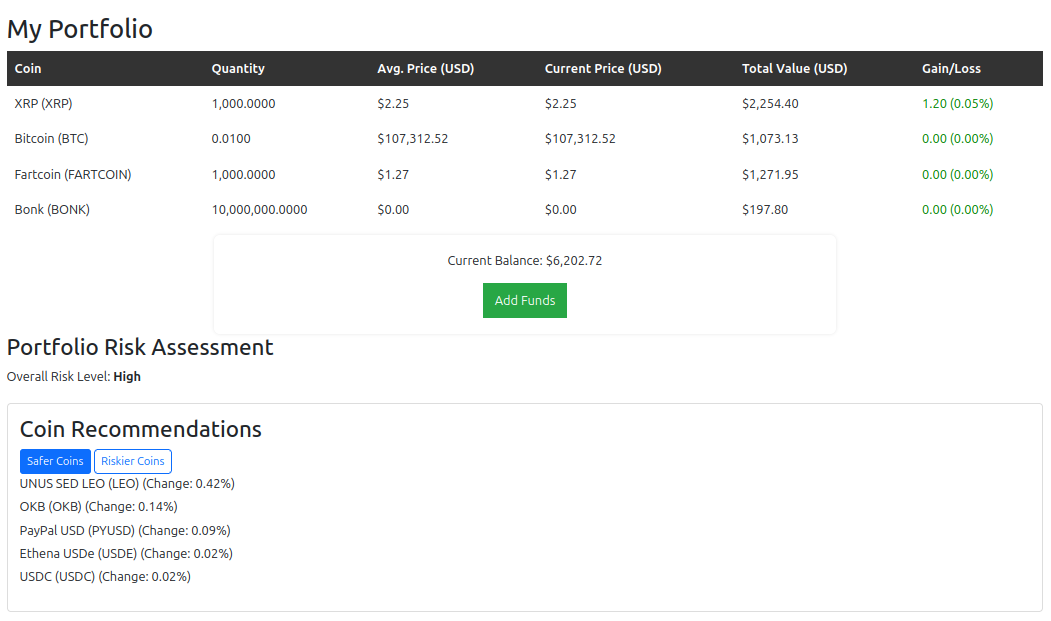 My Portfolio
Coin Quantity Avg. Price (USD) Current Price (USD) Total Value (USD) Gain/Loss
XRP (XRP) 1,000.0000 $2.25 $2.25 $2,254.40 1.20 (0.05%)
Bitcoin (BTC) 0.0100 $107,312.52 $107,312.52 $1,073.13 0.00 (0.00%)
Fartcoin (FARTCOIN) 1,000.0000 $1.27 $1.27 $1,271.95 0.00 (0.00%)
Bonk (BONK) 10,000,000.0000 $0.00 $0.00 $197.80 0.00 (0.00%)
Current Balance: $6,202.72
Add Funds
Portfolio Risk Assessment
Overall Risk Level: High
Coin Recommendations
Safer Coins Riskier Coins
UNUS SED LEO (LEO) (Change: 0.42%)
OKB (OKB) (Change: 0.14%)
PayPal USD (PYUSD) (Change: 0.09%)
Ethena USDe (USDE) (Change: 0.02%)
USDC (USDC) (Change: 0.02%)